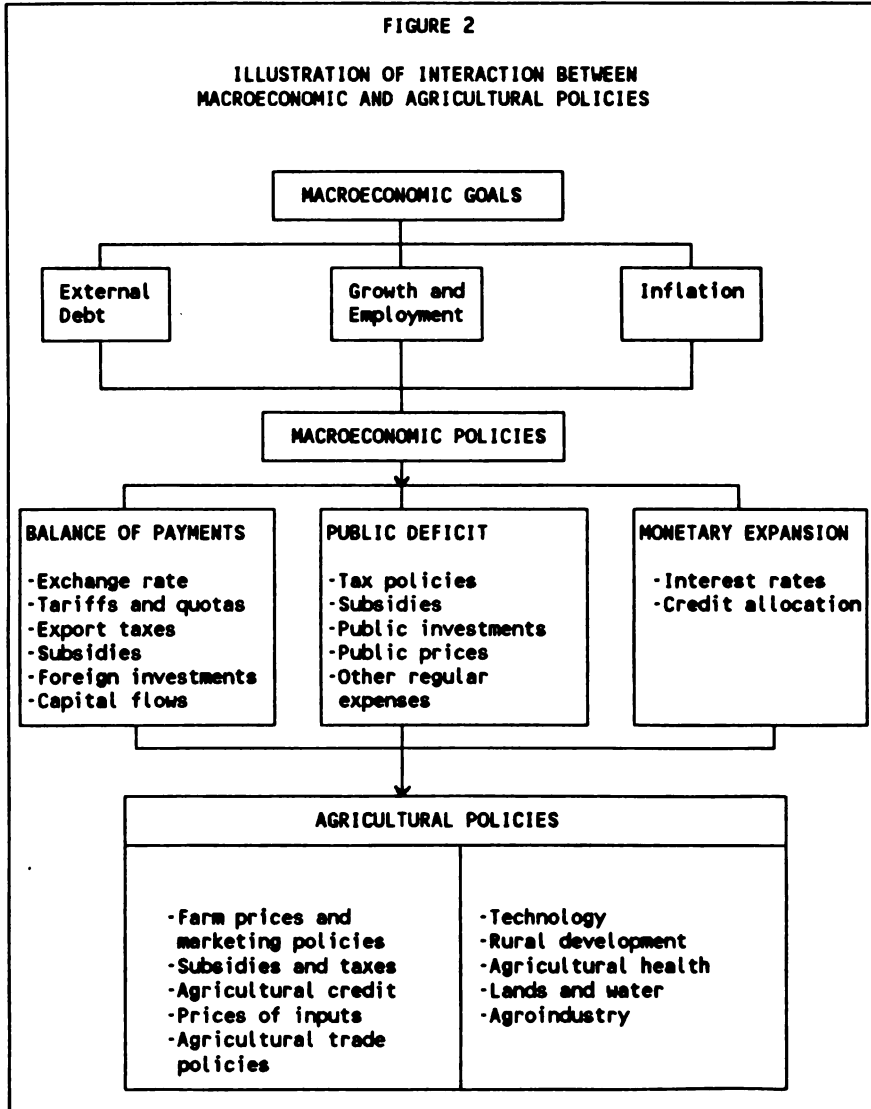 FIGURE 2
ILLUSTRATION OF INTERACTION BETWEEN
MACROECONOMIC AND AGRICULTURAL POLICIES
MACROECONOMIC GOALS
External
Debt
Growth and
Employment
Inflation
MACROECONOMIC POLICIES
BALANCE OF PAYMENTS
-Exchange rate
-Tariffs and quotas
-Export taxes
-Subsidies
-Foreign investments
-Capital flows
PUBLIC DEFICIT
-Tax policies
-Subsidies
-Public investments
-Public prices
-Other regular
expenses
MONETARY EXPANSION
-Interest rates
-Credit allocation
AGRICULTURAL POLICIES
-Farm prices and
marketing policies
-Subsidies and taxes
-Agricultural credit
-Prices of inputs
-Agricultural trade
policies
-Technology
-Rural development
-Agricultural health
-Lands and water
-Agroindustry